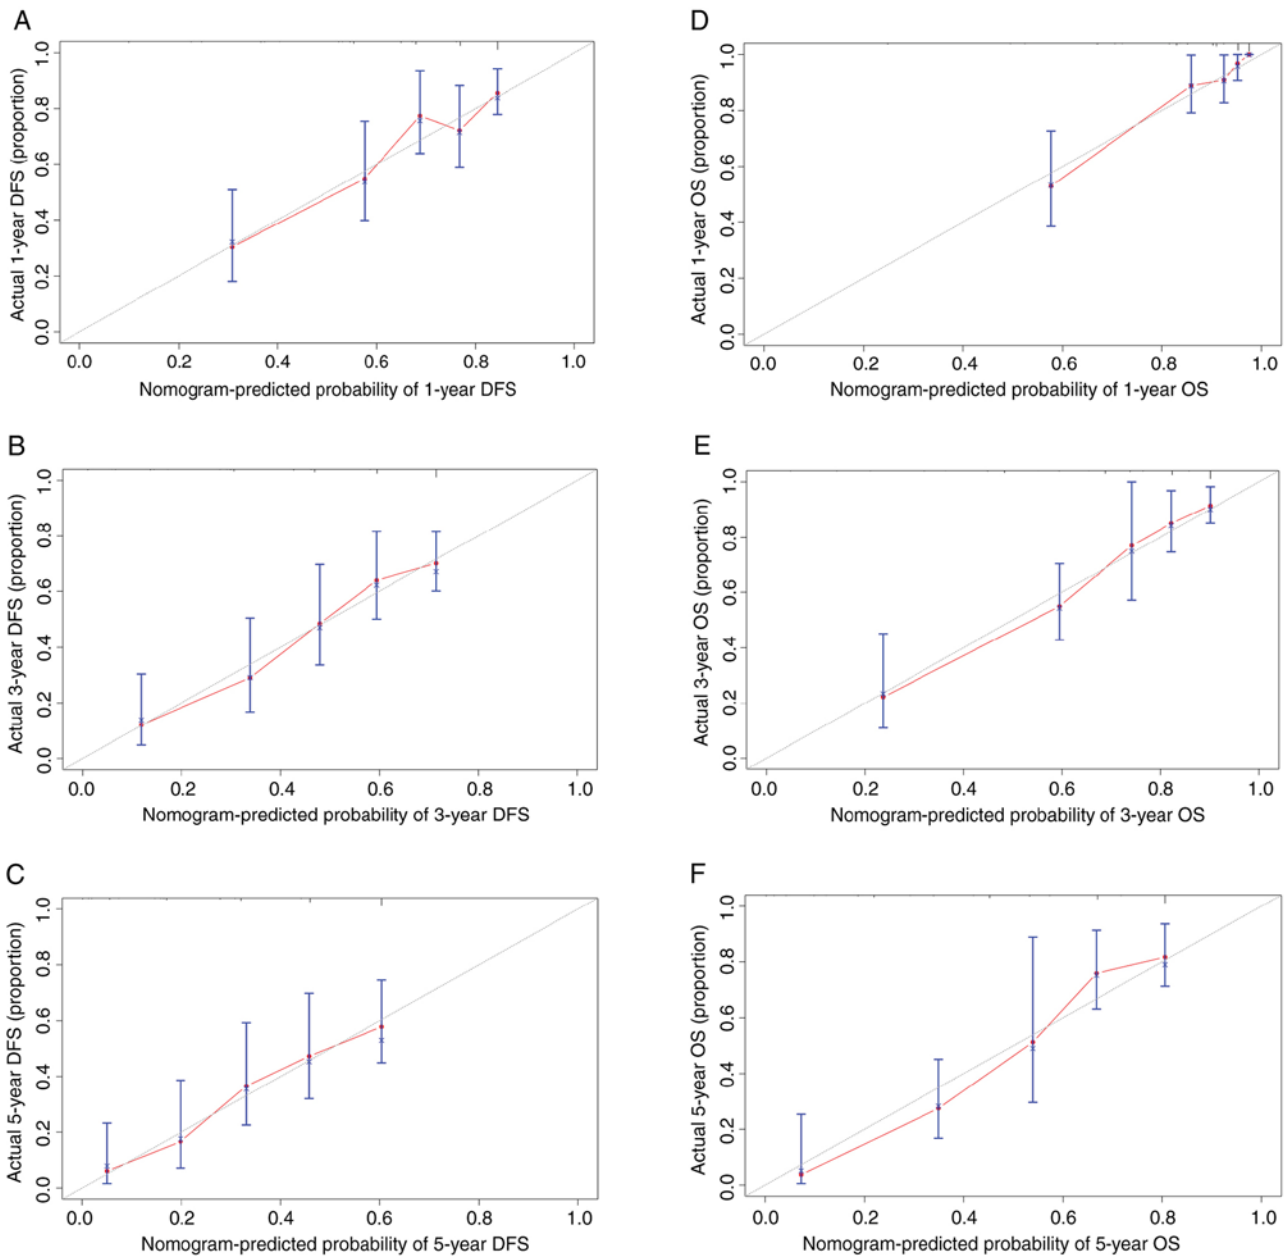 A
Actual 1-year DFS (proportion)
1.0
0.8
0.6
0.4
0.2
0.0
0.0 0.2 0.4 0.6 0.8 1.0
Nomogram-predicted probability of 1-year DFS
D
Actual 1-year OS (proportion)
1.0
0.8
0.6
0.4
0.2
0.0
0.0 0.2 0.4 0.6 0.8 1.0
Nomogram-predicted probability of 1-year OS
B
Actual 3-year DFS (proportion)
1.0
0.8
0.6
0.4
0.2
0.0
0.0 0.2 0.4 0.6 0.8 1.0
Nomogram-predicted probability of 3-year DFS
E
Actual 3-year OS (proportion)
1.0
0.8
0.6
0.4
0.2
0.0
0.0 0.2 0.4 0.6 0.8 1.0
Nomogram-predicted probability of 3-year OS
C
Actual 5-year DFS (proportion)
1.0
0.8
0.6
0.4
0.2
0.0
0.0 0.2 0.4 0.6 0.8 1.0
Nomogram-predicted probability of 5-year DFS
F
Actual 5-year OS (proportion)
1.0
0.8
0.6
0.4
0.2
0.0
0.0 0.2 0.4 0.6 0.8 1.0
Nomogram-predicted probability of 5-year OS